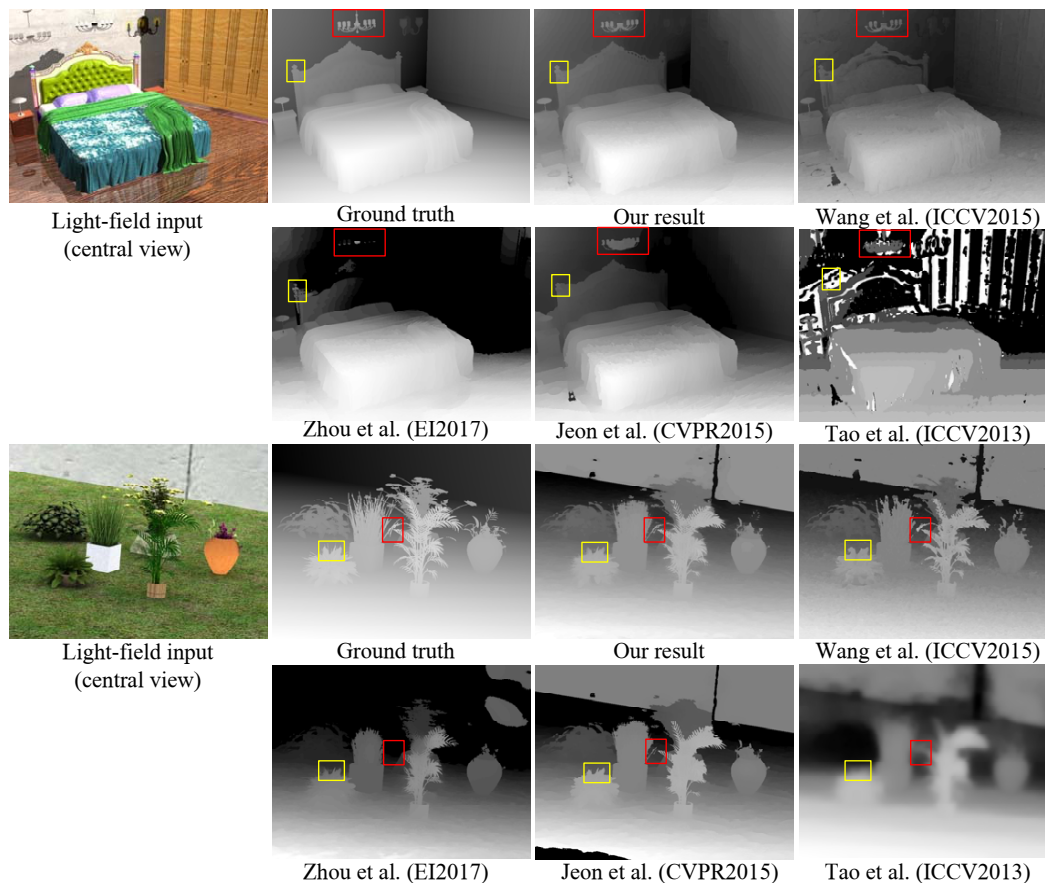 Light-field input
(central view)
Ground truth
Our result
Wang et al. (ICCV2015)
Zhou et al. (EI2017)
Jeon et al. (CVPR2015)
Tao et al. (ICCV2013)
Light-field input
(central view)
Ground truth
Our result
Wang et al. (ICCV2015)
Zhou et al. (EI2017)
Jeon et al. (CVPR2015)
Tao et al. (ICCV2013)